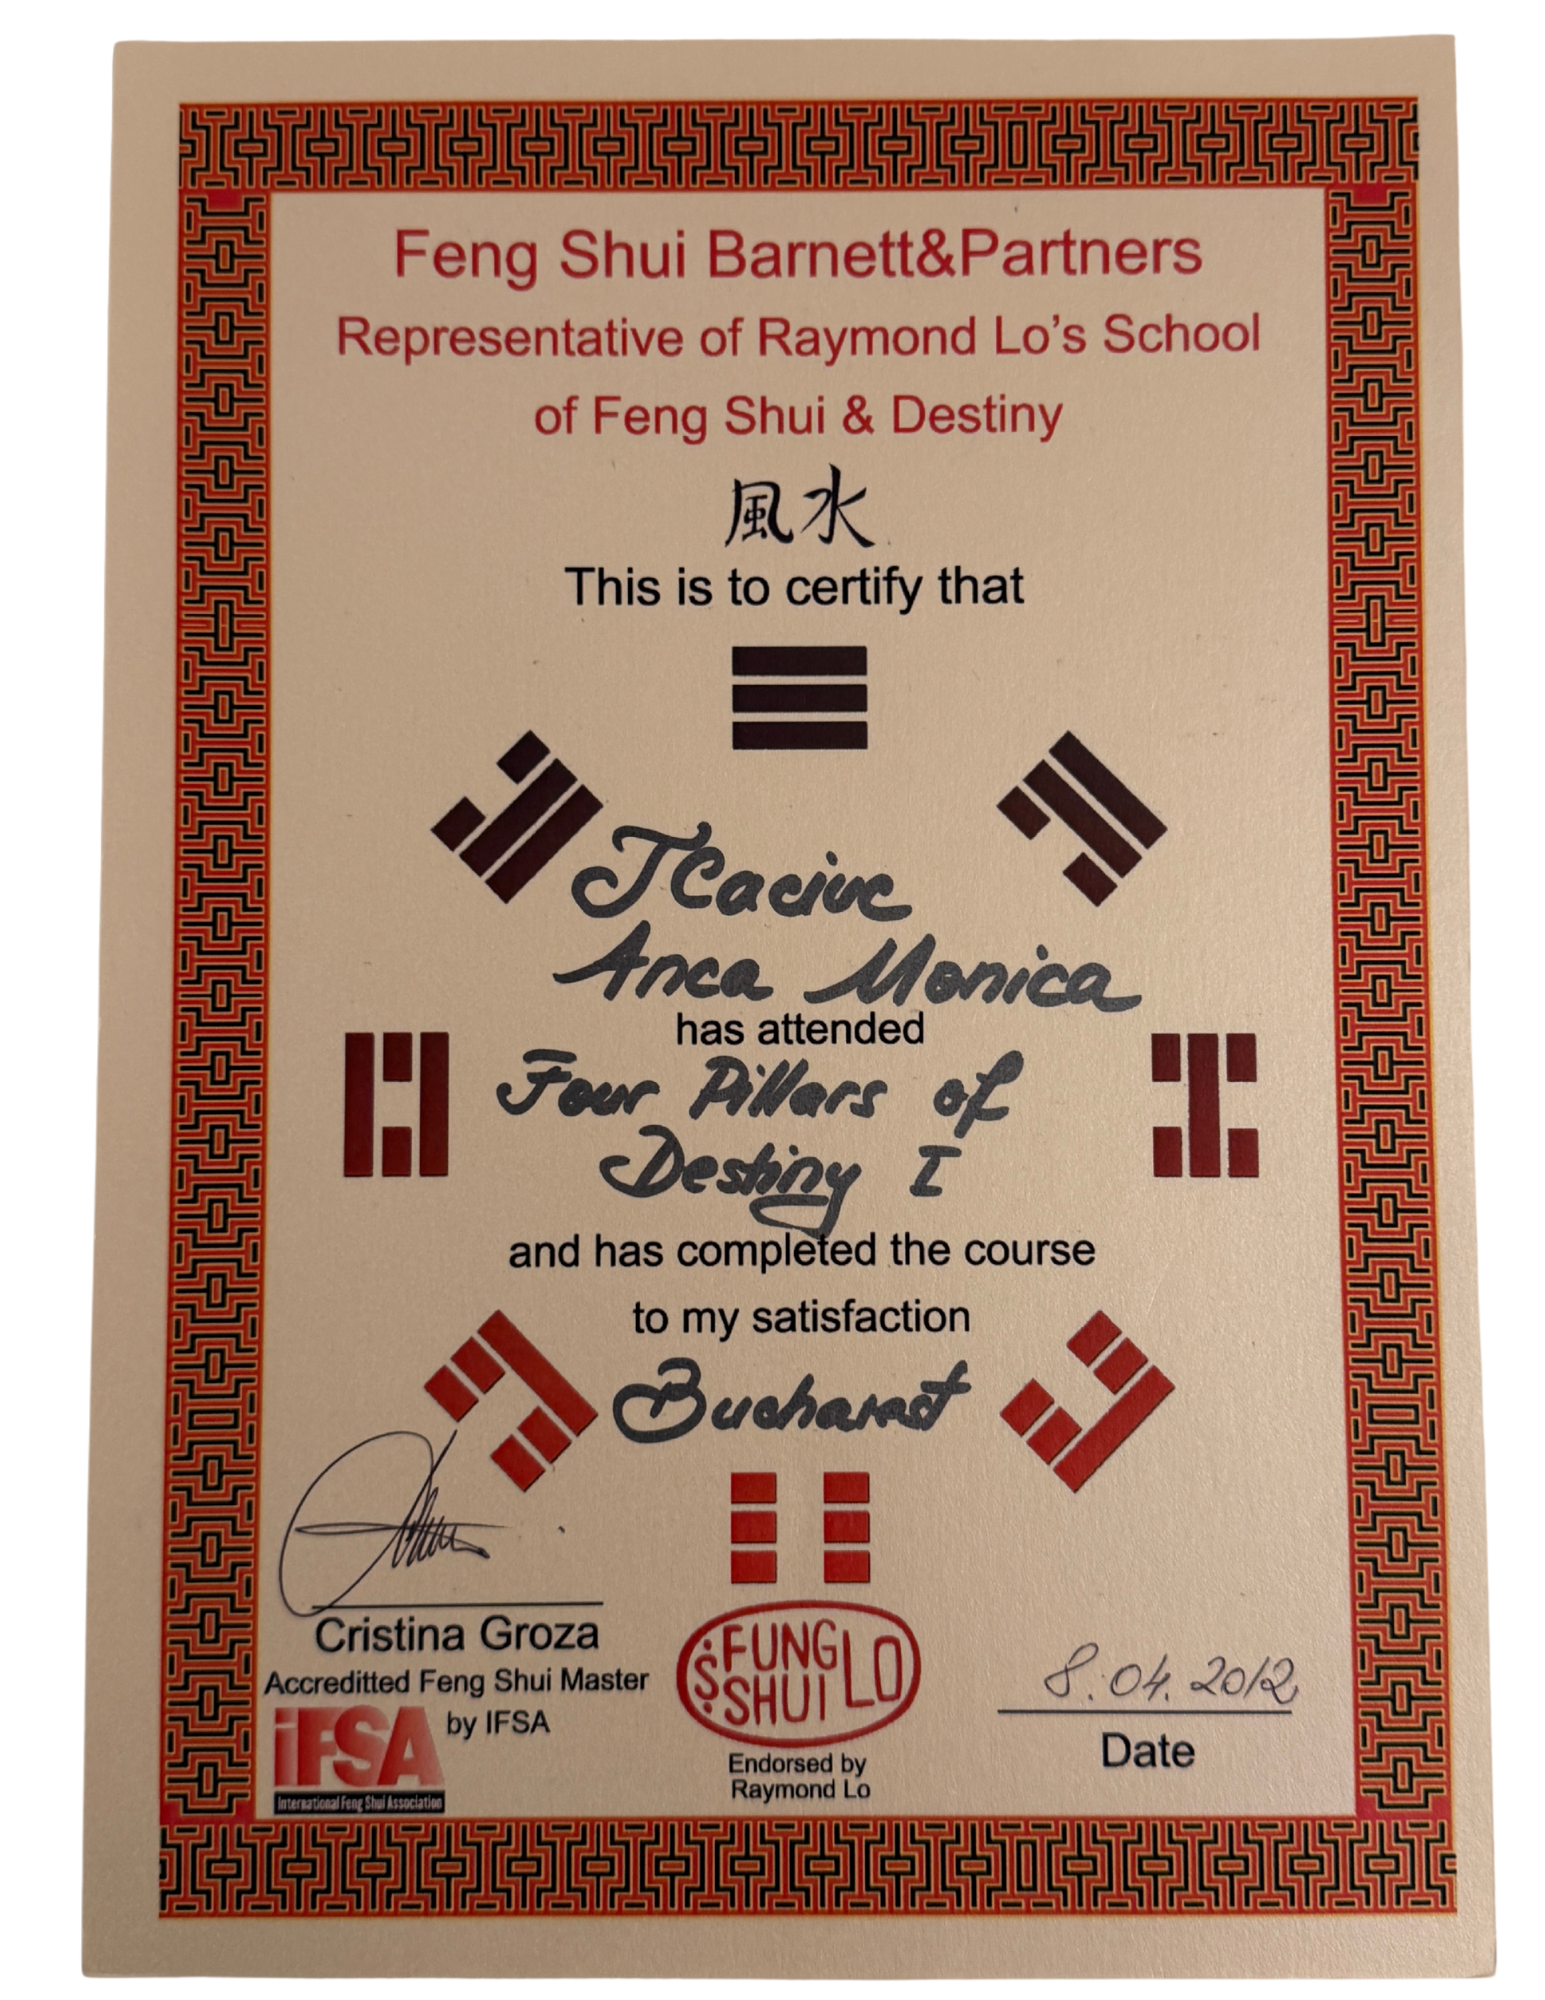 Feng Shui Barnett&Partners
Representative of Raymond Lo's School
of Feng Shui & Destiny
風水
This is to certify that
Tcaciuc
Anca Monica
has attended
Four Pillars of
Destiny I
and has completed the course
to my satisfaction
Bucharest
Cristina Groza
Accreditted Feng Shui Master
by IFSA
iFSA
International Feng Shui Association
FUNG
SHUI
LO
Endorsed by
Raymond Lo
8.04.2012
Date